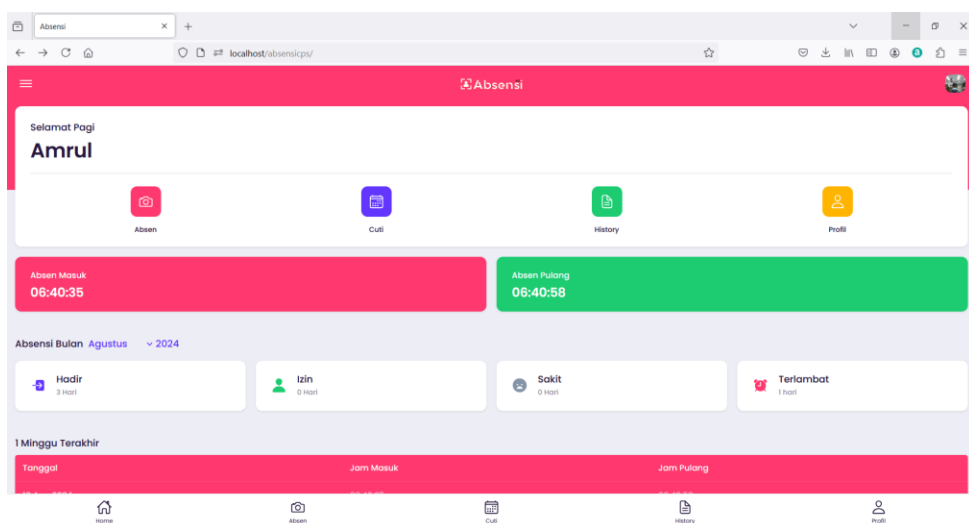 Absensi
localhost/absensicps/
Absensi
Selamat Pagi
Amrul
Absen
Cuti
History
Profil
Absen Masuk
06:40:35
Absen Pulang
06:40:58
Absensi Bulan Agustus 2024
Hadir
3 Hari
Izin
0 Hari
Sakit
0 Hari
Terlambat
1 hari
1 Minggu Terakhir
Tanggal Jam Masuk Jam Pulang
Home
Absen
Cuti
History
Profil